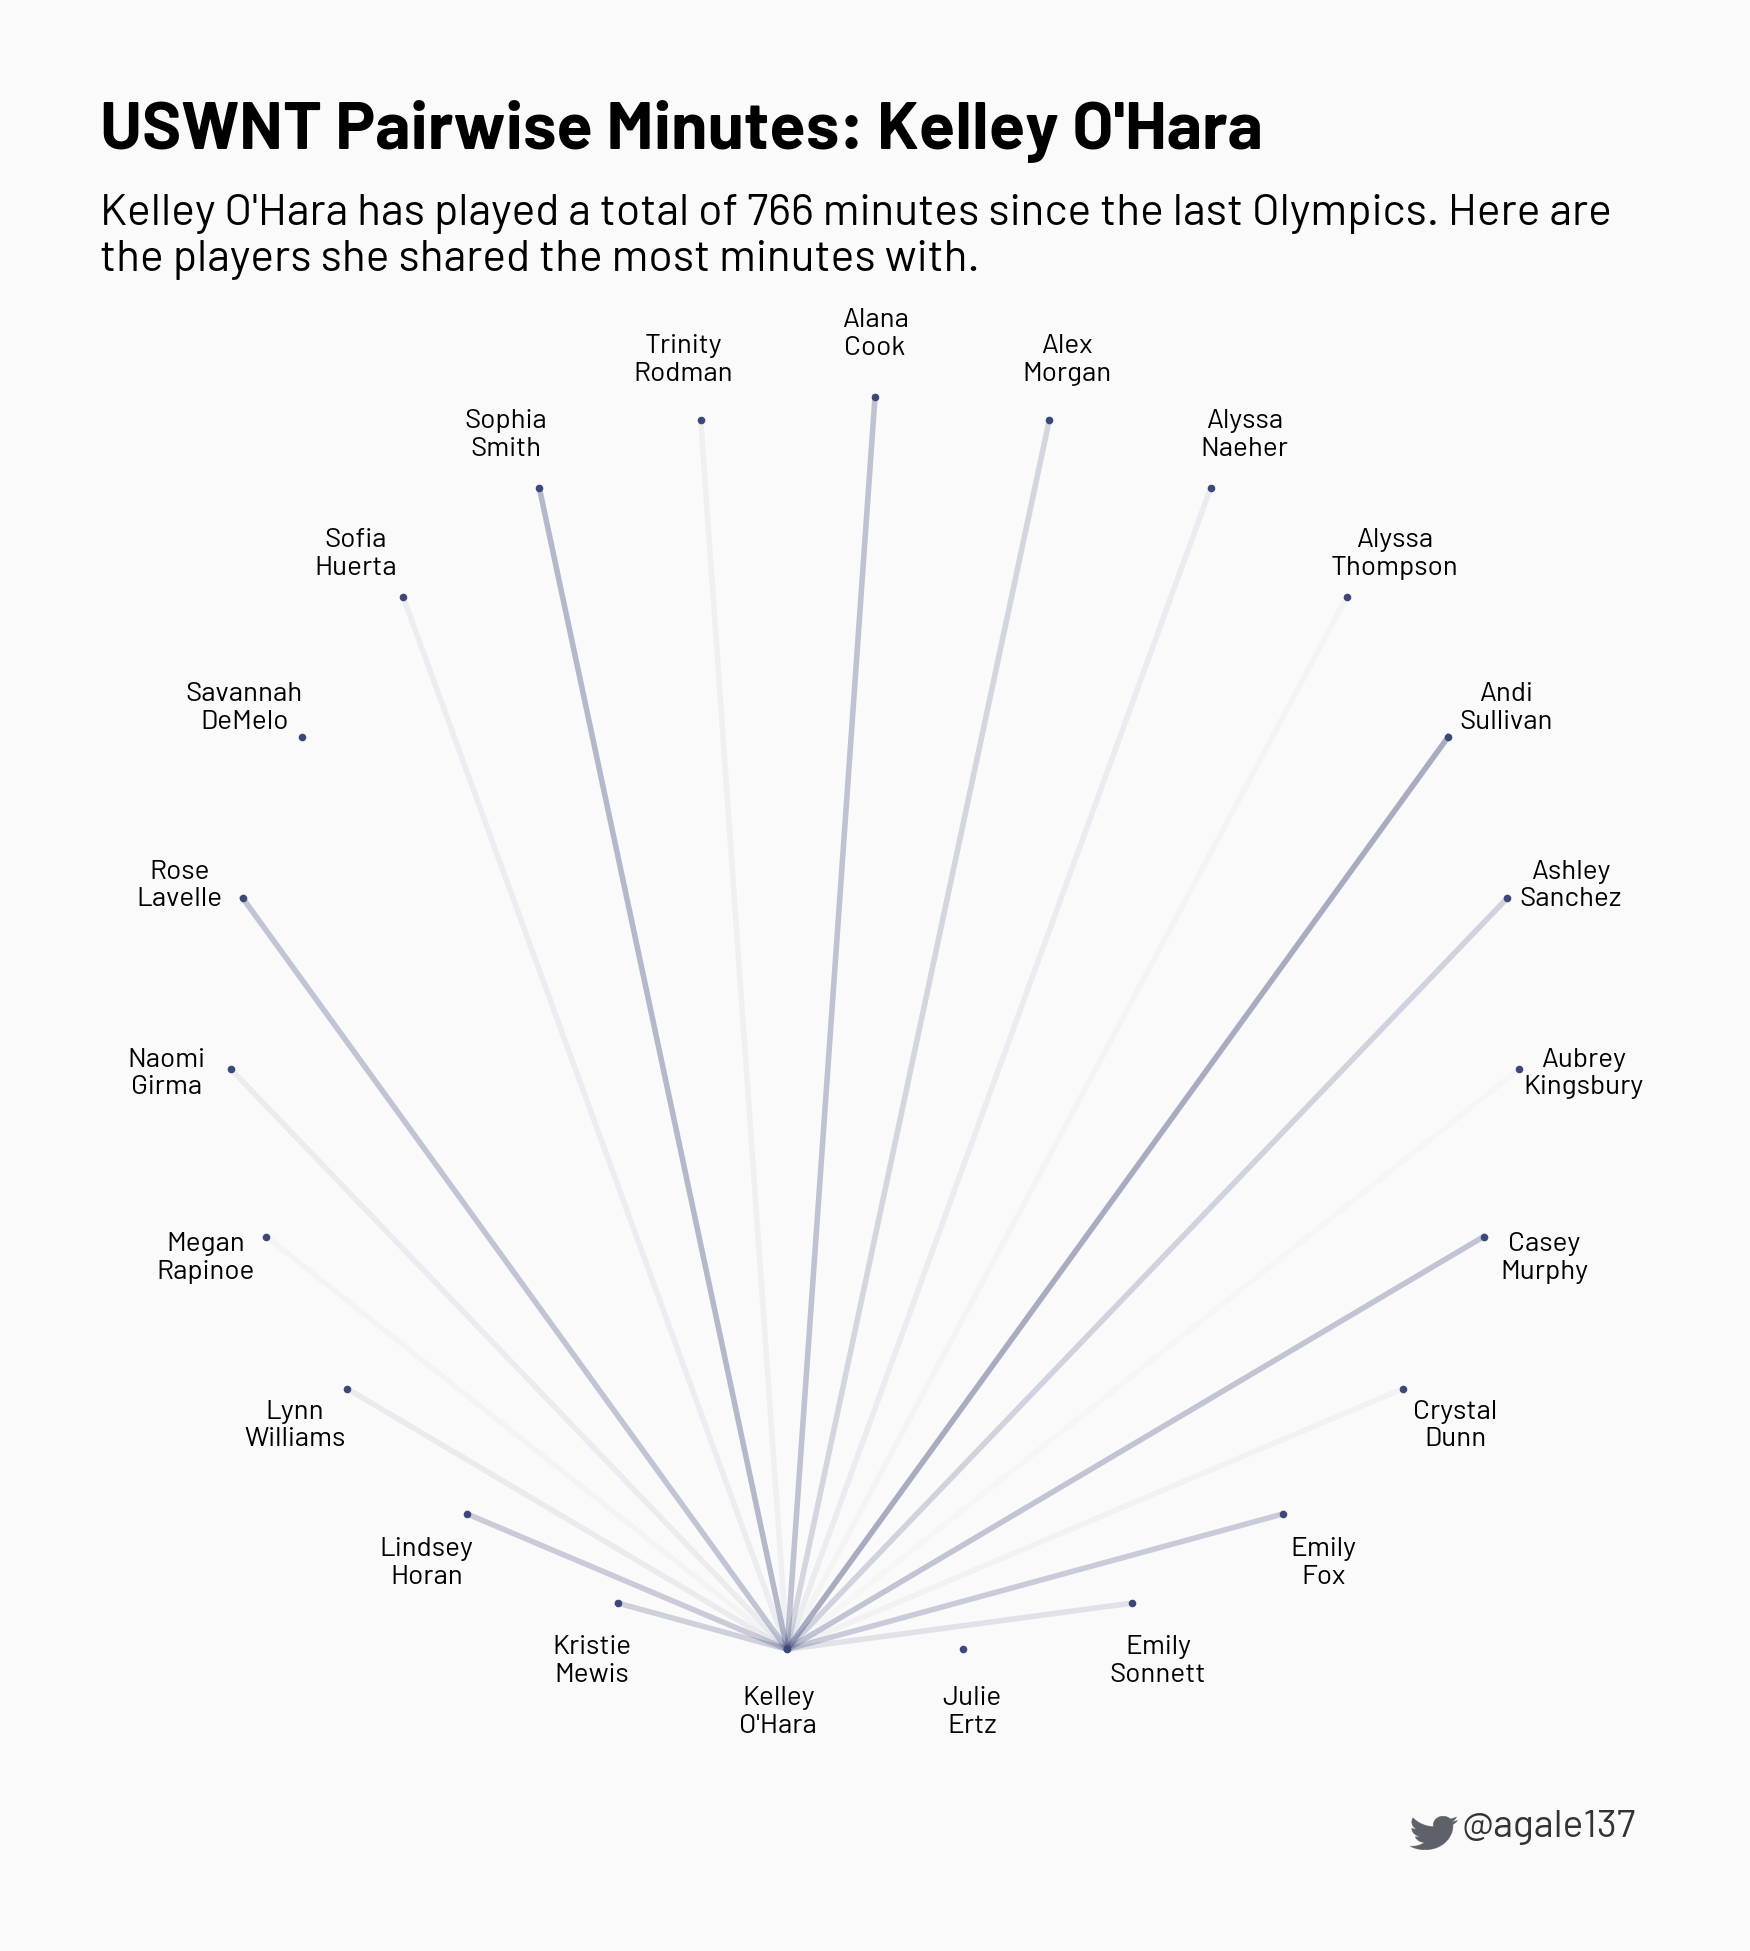 USWNT Pairwise Minutes: Kelley O'Hara
Kelley O'Hara has played a total of 766 minutes since the last Olympics. Here are
the players she shared the most minutes with.
Alana
Cook
Trinity
Rodman
Alex
Morgan
Sophia
Smith
Alyssa
Naeher
Sofia
Huerta
Alyssa
Thompson
Savannah
DeMelo
Andi
Sullivan
Rose
Lavelle
Ashley
Sanchez
Naomi
Girma
Aubrey
Kingsbury
Megan
Rapinoe
Casey
Murphy
Lynn
Williams
Crystal
Dunn
Lindsey
Horan
Emily
Fox
Kristie
Mewis
Emily
Sonnett
Kelley
O'Hara
Julie
Ertz
@agale137